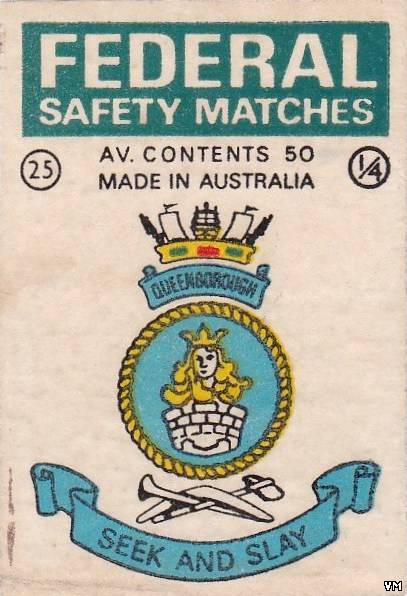 FEDERAL
SAFETY MATCHES
AV. CONTENTS 50
25
MADE IN AUSTRALIA
1/4
QUEENBOROUGH
SEEK AND SLAY
VM